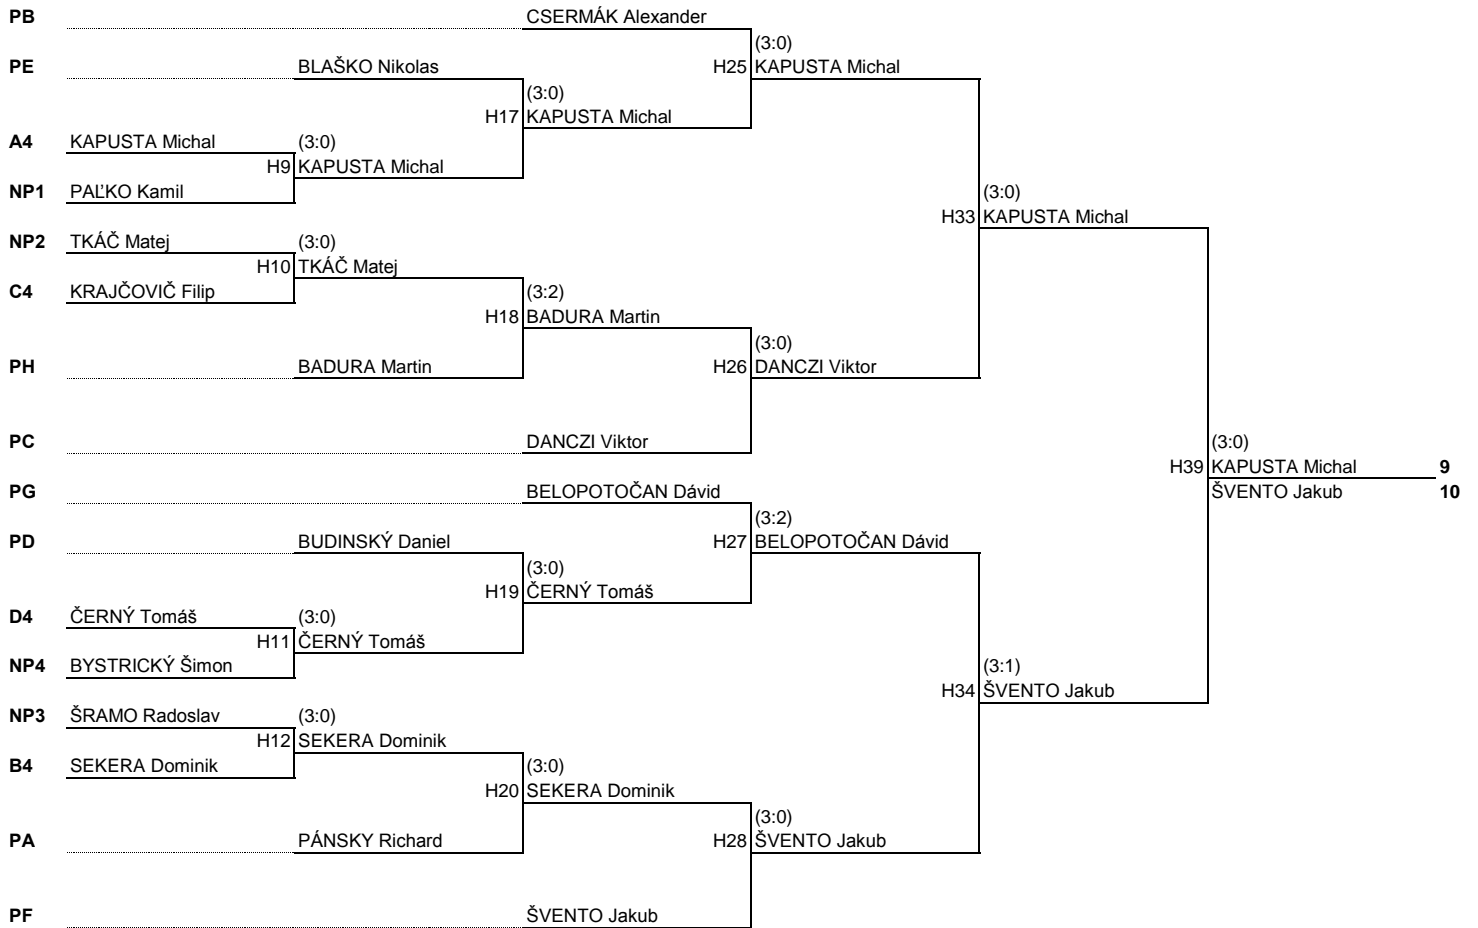 PB CSERMÁK Alexander
(3:0)
PE BLAŠKO Nikolas H25 KAPUSTA Michal
(3:0)
H17 KAPUSTA Michal
A4 KAPUSTA Michal (3:0)
H9 KAPUSTA Michal
NP1 PAĽKO Kamil (3:0)
H33 KAPUSTA Michal
NP2 TKÁČ Matej (3:0)
H10 TKÁČ Matej
C4 KRAJČOVIČ Filip (3:2)
H18 BADURA Martin
(3:0)
PH BADURA Martin H26 DANCZI Viktor
PC DANCZI Viktor (3:0)
H39 KAPUSTA Michal 9
PG BELOPOTOČAN Dávid ŠVENTO Jakub 10
(3:2)
PD BUDINSKÝ Daniel H27 BELOPOTOČAN Dávid
(3:0)
H19 ČERNÝ Tomáš
D4 ČERNÝ Tomáš (3:0)
H11 ČERNÝ Tomáš
NP4 BYSTRICKÝ Šimon (3:1)
H34 ŠVENTO Jakub
NP3 ŠRAMO Radoslav (3:0)
H12 SEKERA Dominik
B4 SEKERA Dominik (3:0)
H20 SEKERA Dominik
(3:0)
PA PÁNSKY Richard H28 ŠVENTO Jakub
PF ŠVENTO Jakub